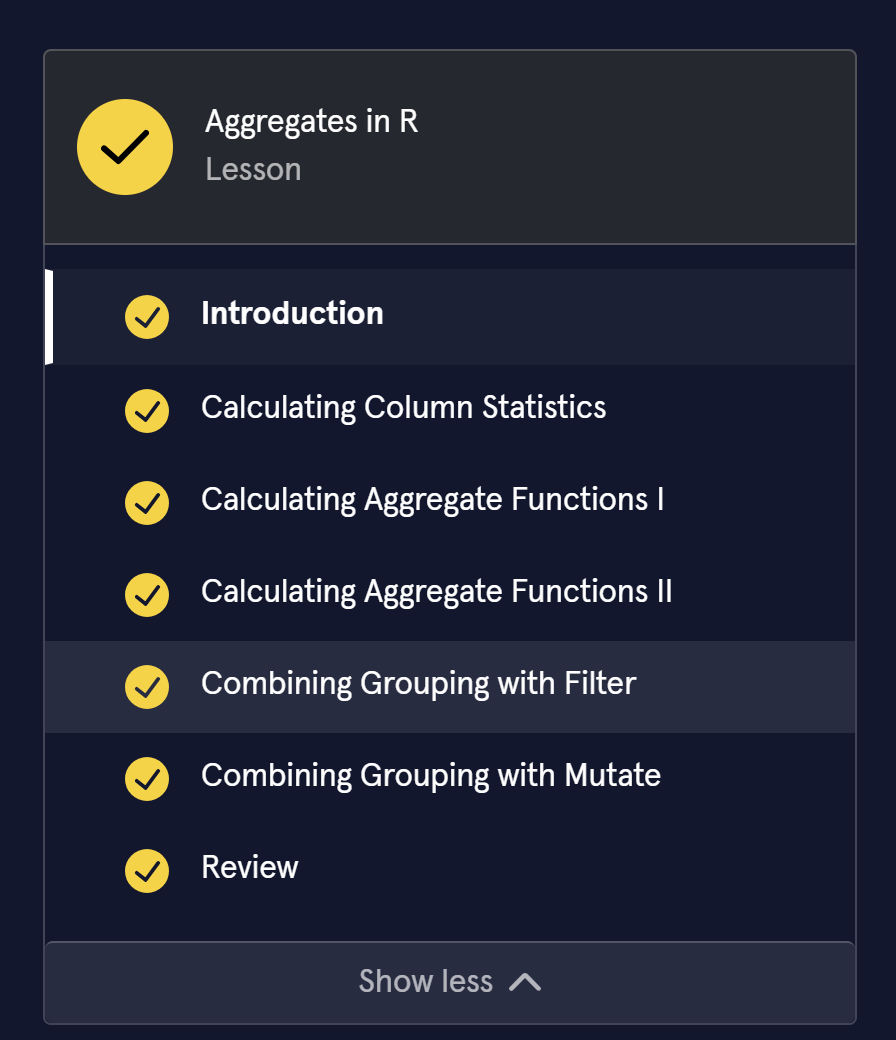 Aggregates in R
Lesson
Introduction
Calculating Column Statistics
Calculating Aggregate Functions I
Calculating Aggregate Functions II
Combining Grouping with Filter
Combining Grouping with Mutate
Review
Show less